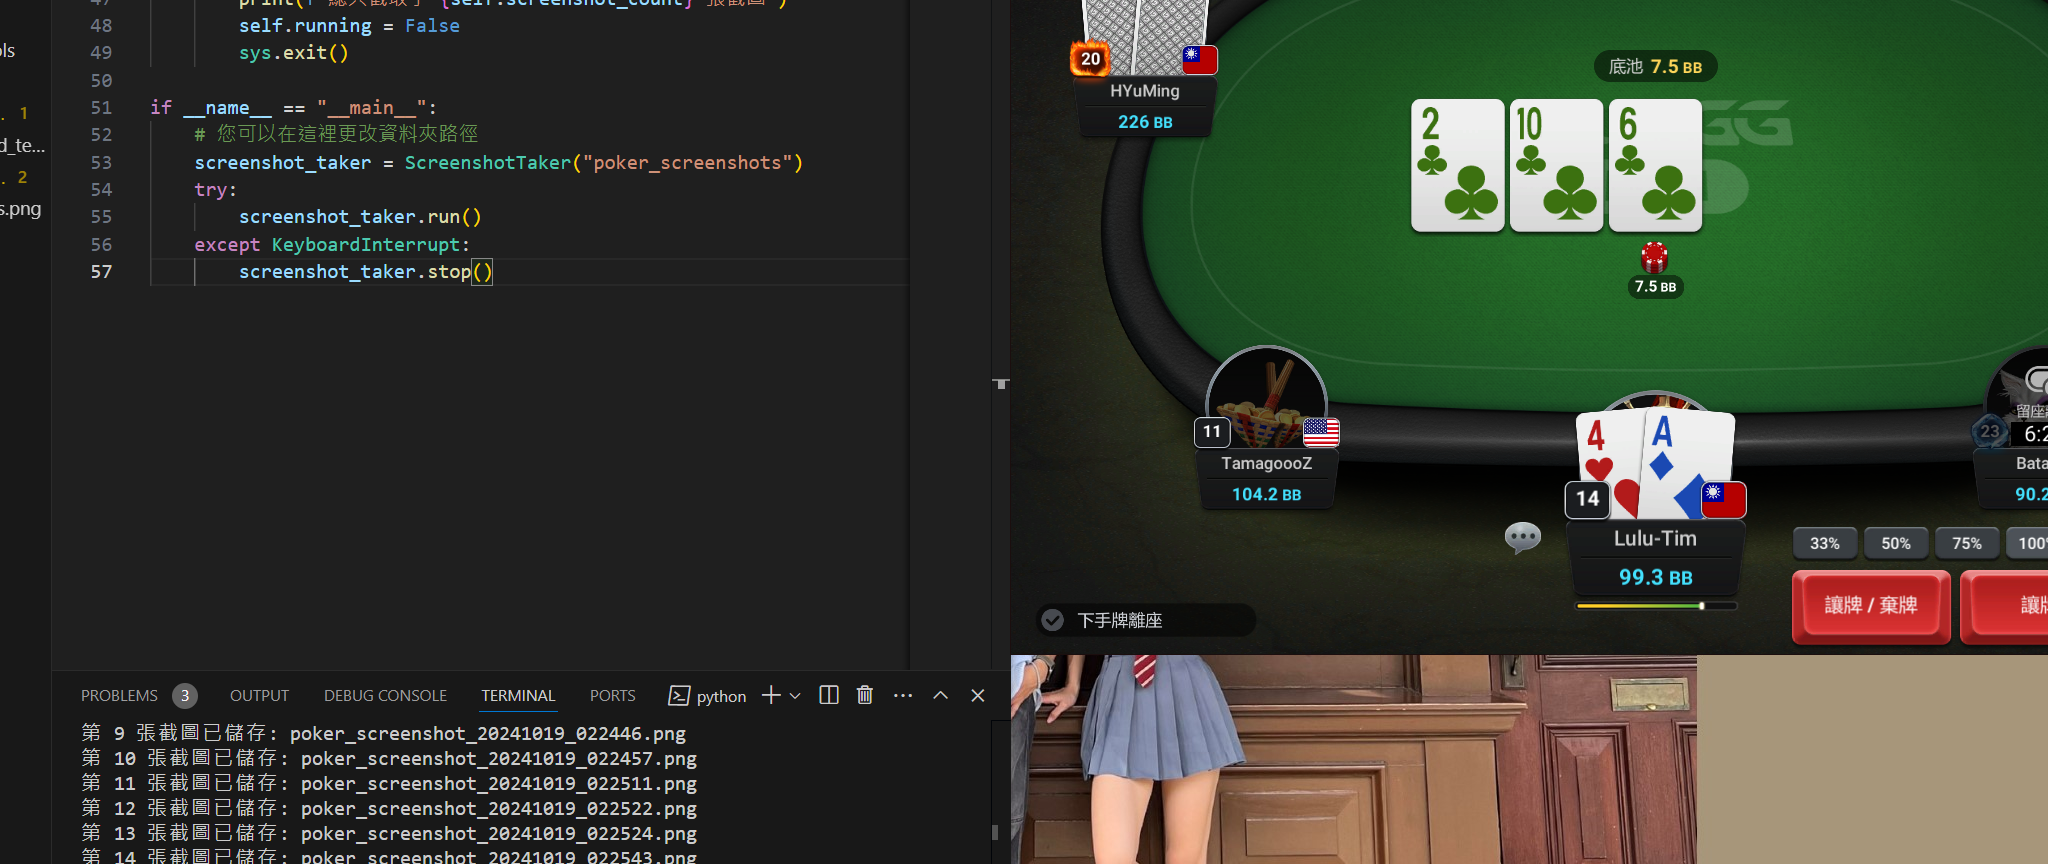 47
self.screenshot_count
48 self.running = False
49 sys.exit()
50
51 if __name__ == "__main__":
52 # 您可以在這裡更改資料夾路徑
53 screenshot_taker = ScreenshotTaker("poker_screenshots")
54 try:
55 screenshot_taker.run()
56 except KeyboardInterrupt:
57 screenshot_taker.stop()
ols
. 1
d_te...
. 2
s.png
PROBLEMS 3 OUTPUT DEBUG CONSOLE TERMINAL PORTS python
第 9 張截圖已儲存: poker_screenshot_20241019_022446.png
第 10 張截圖已儲存: poker_screenshot_20241019_022457.png
第 11 張截圖已儲存: poker_screenshot_20241019_022511.png
第 12 張截圖已儲存: poker_screenshot_20241019_022522.png
第 13 張截圖已儲存: poker_screenshot_20241019_022524.png
第 14 張截圖已儲存: poker_screenshot_20241019_022543.png
20
HYuMing
226 BB
底池 7.5 BB
2 10 6
GG
7.5 BB
11
TamagoooZ
104.2 BB
4 A
14
Lulu-Tim
99.3 BB
留座
23
6:2
Bata
90.2
33% 50% 75% 100%
讓牌 / 棄牌
讓牌
下手牌離座